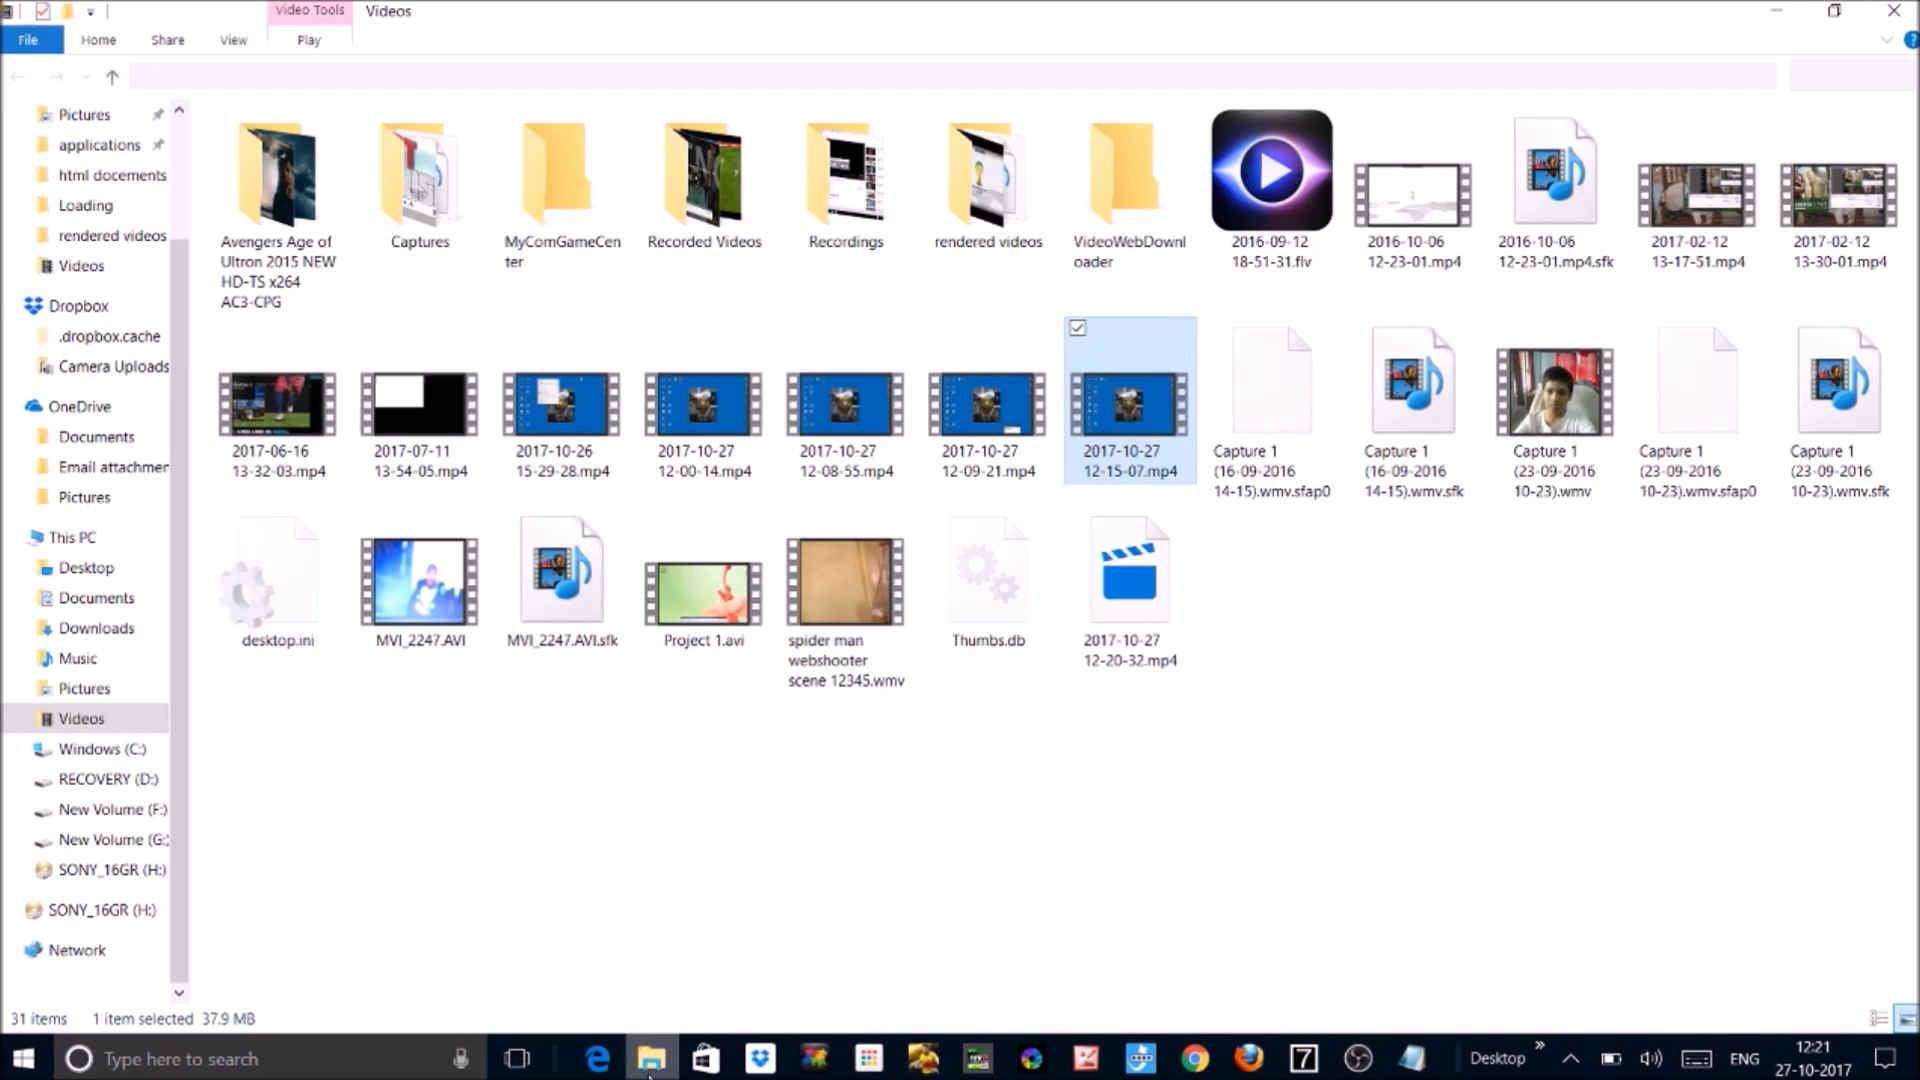 Video Tools
Videos
File
Home
Share
View
Play
?
Pictures
applications
html docements
Loading
rendered videos
Videos
Dropbox
.dropbox.cache
Camera Uploads
OneDrive
Documents
Email attachmer
Pictures
This PC
Desktop
Documents
Downloads
Music
Pictures
Videos
Windows (C:)
RECOVERY (D:)
New Volume (F:)
New Volume (G:
SONY_16GR (H:)
SONY_16GR (H:)
Network
Avengers Age of
Ultron 2015 NEW
HD-TS x264
AC3-CPG
Captures
MyComGameCen
ter
Recorded Videos
Recordings
rendered videos
VideoWebDownl
oader
2016-09-12
18-51-31.flv
2016-10-06
12-23-01.mp4
2016-10-06
12-23-01.mp4.sfk
2017-02-12
13-17-51.mp4
2017-02-12
13-30-01.mp4
2017-06-16
13-32-03.mp4
2017-07-11
13-54-05.mp4
2017-10-26
15-29-28.mp4
2017-10-27
12-00-14.mp4
2017-10-27
12-08-55.mp4
2017-10-27
12-09-21.mp4
2017-10-27
12-15-07.mp4
Capture 1
(16-09-2016
14-15).wmv.sfap0
Capture 1
(16-09-2016
14-15).wmv.sfk
Capture 1
(23-09-2016
10-23).wmv
Capture 1
(23-09-2016
10-23).wmv.sfap0
Capture 1
(23-09-2016
10-23).wmv.sfk
desktop.ini
MVI_2247.AVI
MVI_2247.AVI.sfk
Project 1.avi
spider man
webshooter
scene 12345.wmv
Thumbs.db
2017-10-27
12-20-32.mp4
31 items
1 item selected 37.9 MB
Type here to search
7
Desktop
ENG
12:21
27-10-2017